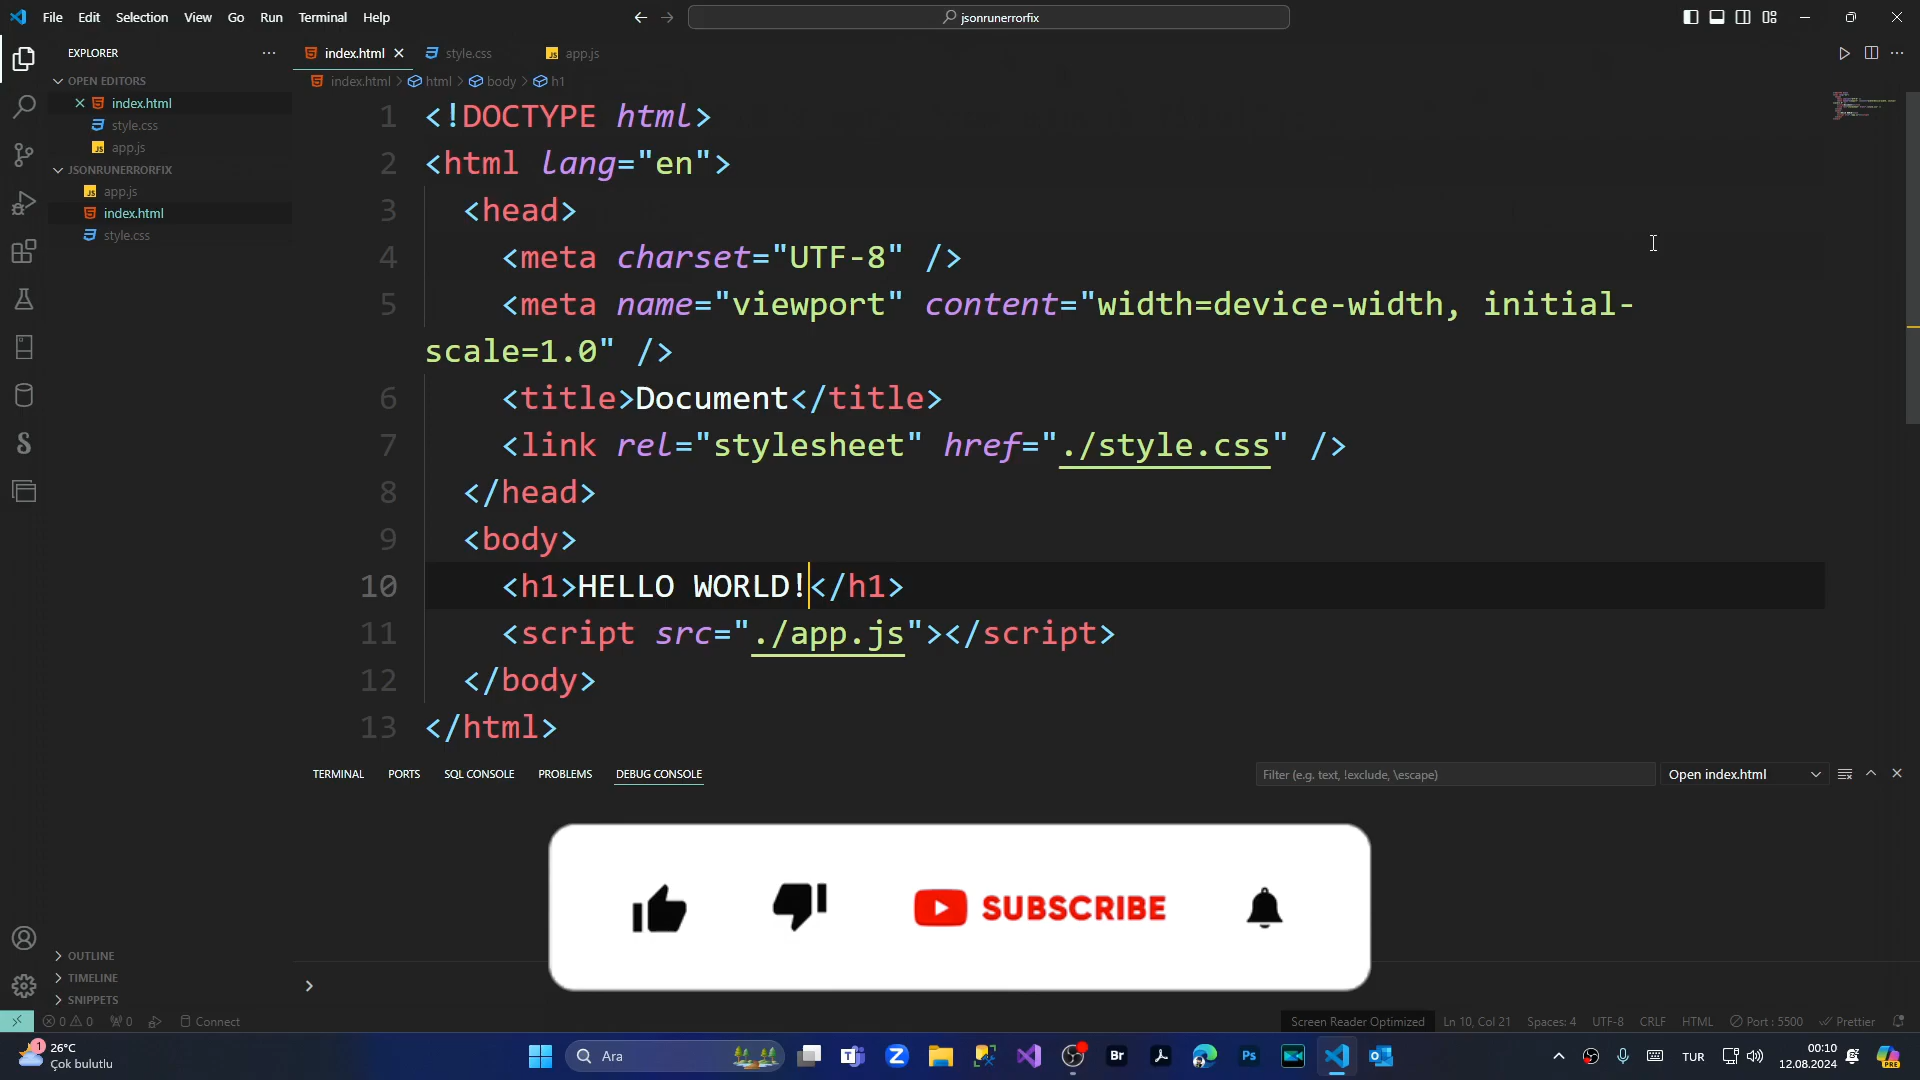 File Edit Selection View Go Run Terminal Help
jsonrunerrorfix
EXPLORER
OPEN EDITORS
index.html
style.css
app.js
JSONRUNERRORFIX
app.js
index.html
style.css
OUTLINE
TIMELINE
SNIPPETS
index.html style.css app.js
index.html > html > body > h1
1 <!DOCTYPE html>
2 <html lang="en">
3 <head>
4 <meta charset="UTF-8" />
5 <meta name="viewport" content="width=device-width, initial-
scale=1.0" />
6 <title>Document</title>
7 <link rel="stylesheet" href="./style.css" />
8 </head>
9 <body>
10 <h1>HELLO WORLD!</h1>
11 <script src="./app.js"></script>
12 </body>
13 </html>
TERMINAL PORTS SQL CONSOLE PROBLEMS DEBUG CONSOLE
Filter (e.g. text, !exclude, \escape) Open index.html
SUBSCRIBE
0 0 0 Connect Screen Reader Optimized Ln 10, Col 21 Spaces: 4 UTF-8 CRLF HTML Port : 5500 Prettier
1 26°C
Çok bulutlu
Ara
T Z Br Ps
TUR
00:10
12.08.2024
PRE